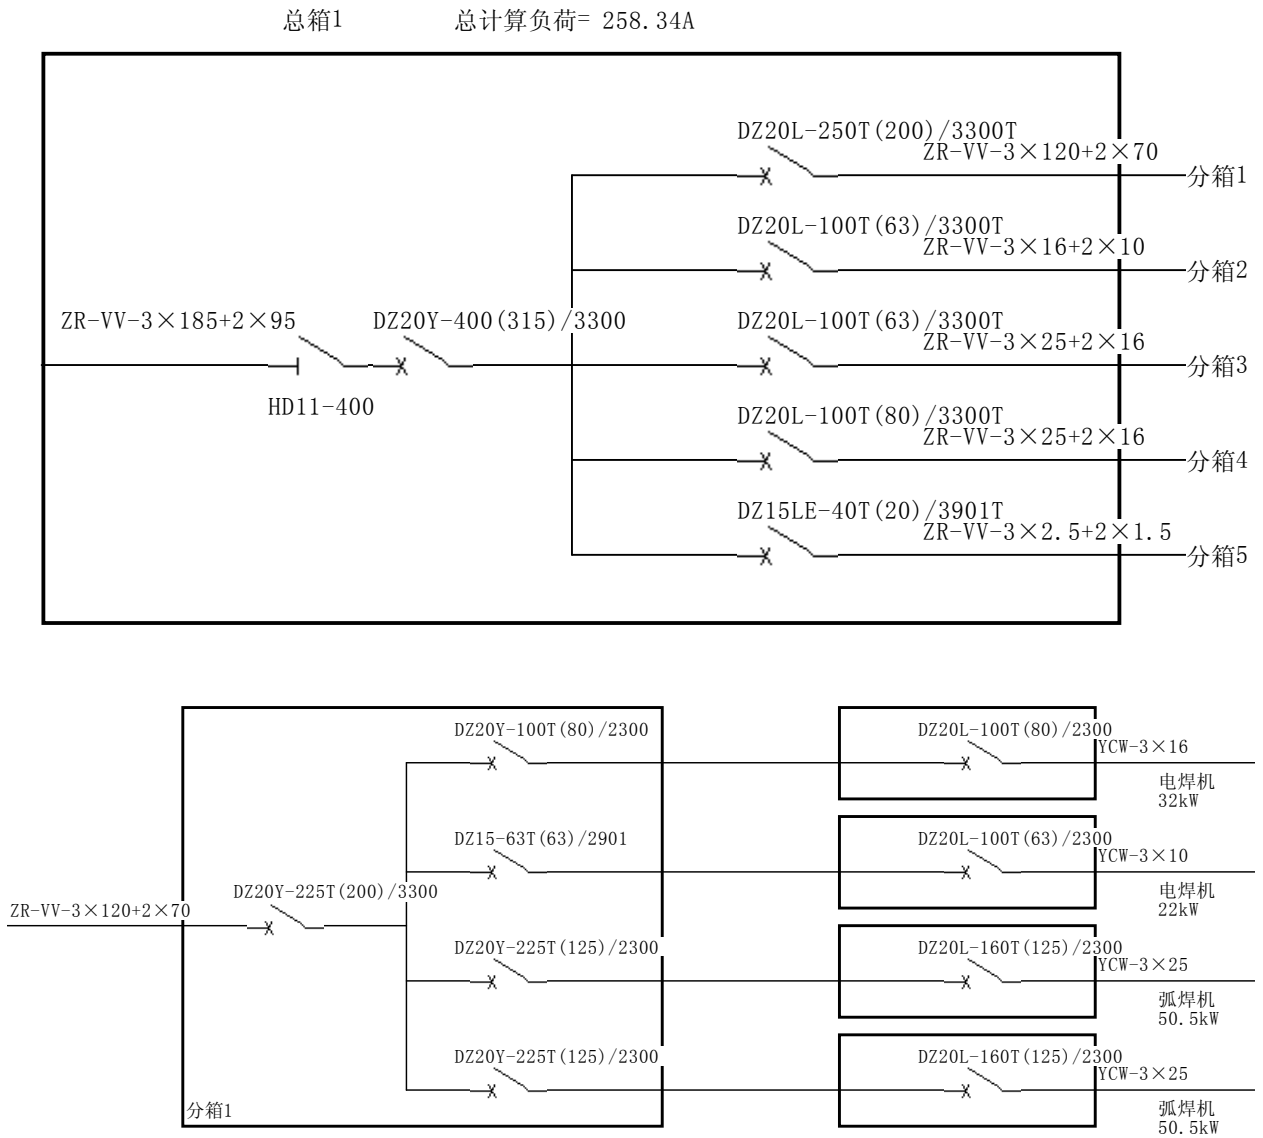 总箱1 总计算负荷= 258.34A
DZ20L-250T(200)/3300T
ZR-VV-3×120+2×70
分箱1
DZ20L-100T(63)/3300T
ZR-VV-3×16+2×10
分箱2
ZR-VV-3×185+2×95
DZ20Y-400(315)/3300
DZ20L-100T(63)/3300T
ZR-VV-3×25+2×16
分箱3
HD11-400
DZ20L-100T(80)/3300T
ZR-VV-3×25+2×16
分箱4
DZ15LE-40T(20)/3901T
ZR-VV-3×2.5+2×1.5
分箱5
DZ20Y-100T(80)/2300
DZ20L-100T(80)/2300
YCW-3×16
电焊机
32kW
DZ15-63T(63)/2901
DZ20L-100T(63)/2300
YCW-3×10
电焊机
22kW
ZR-VV-3×120+2×70
DZ20Y-225T(200)/3300
DZ20Y-225T(125)/2300
DZ20L-160T(125)/2300
YCW-3×25
弧焊机
50.5kW
DZ20Y-225T(125)/2300
DZ20L-160T(125)/2300
YCW-3×25
弧焊机
50.5kW
分箱1